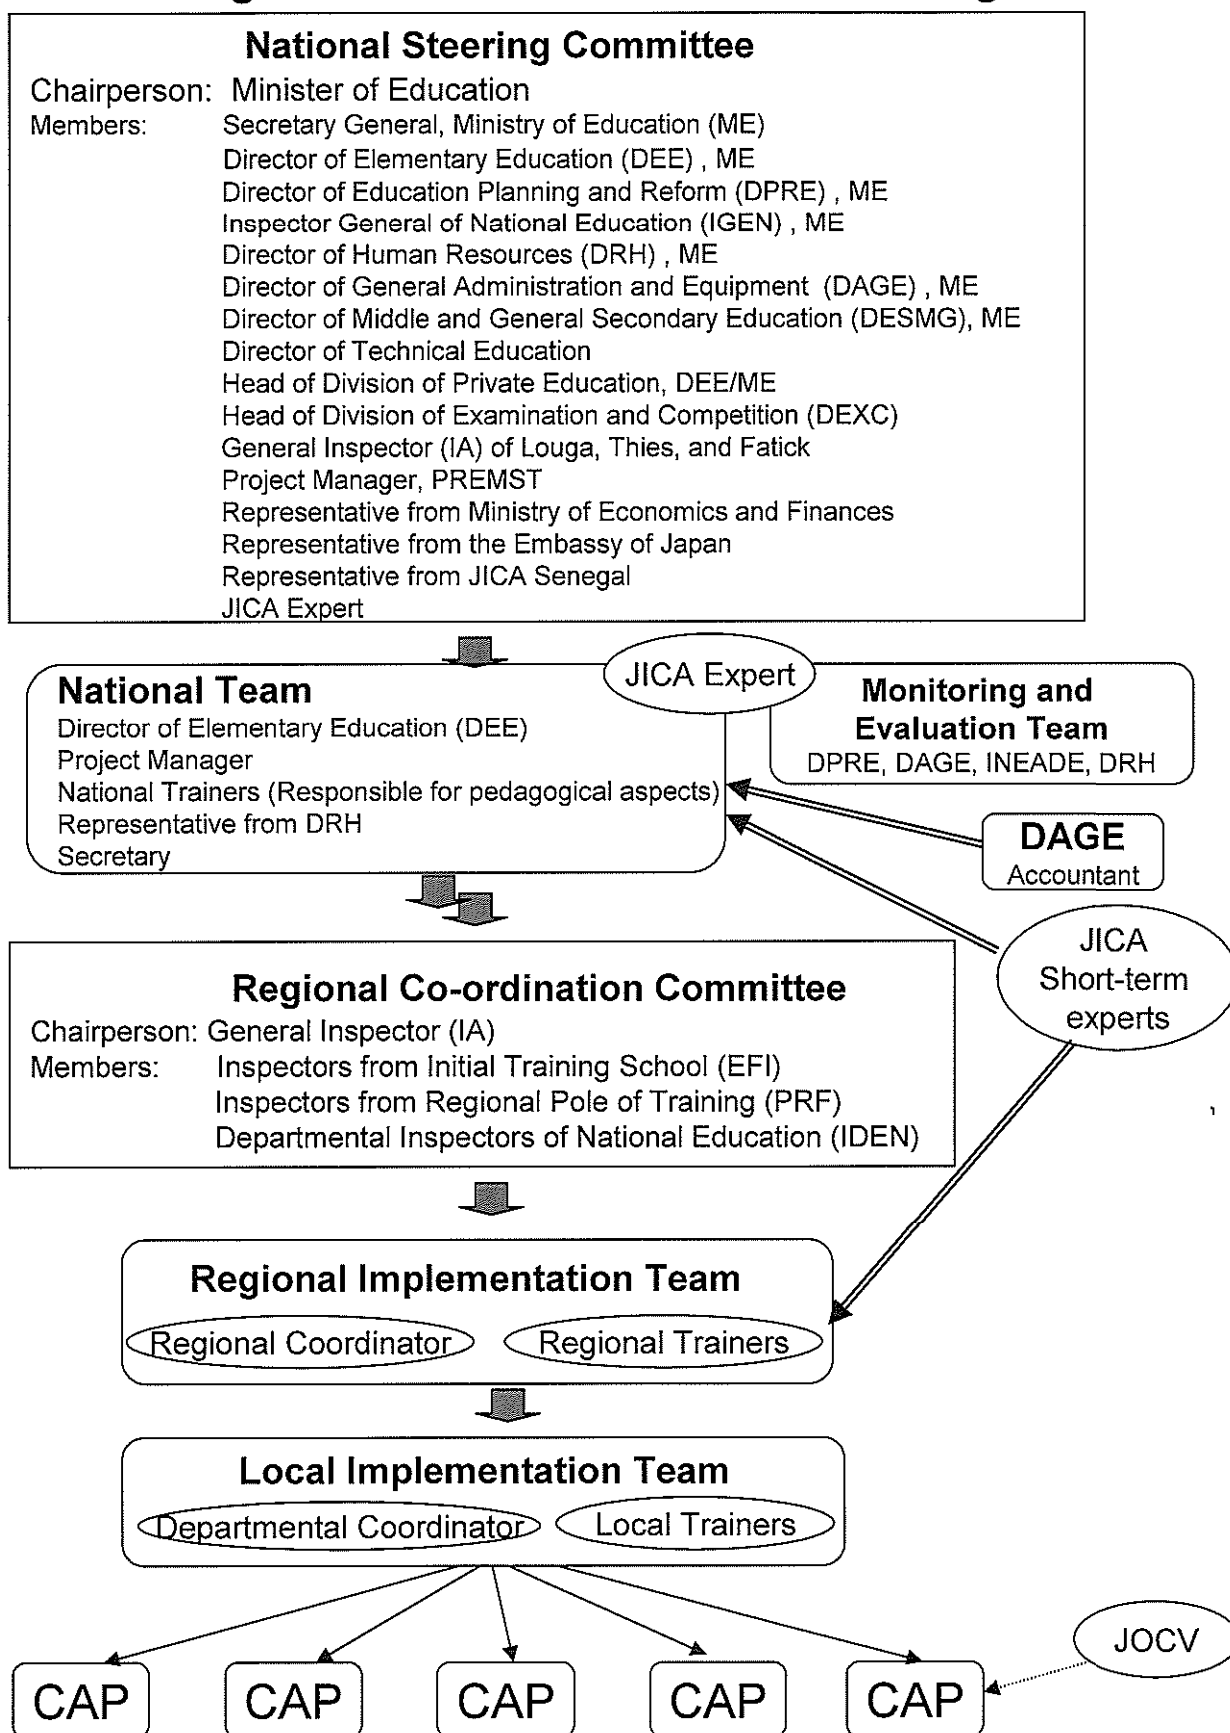 National Steering Committee
Chairperson: Minister of Education
Members: Secretary General, Ministry of Education (ME)
Director of Elementary Education (DEE) , ME
Director of Education Planning and Reform (DPRE) , ME
Inspector General of National Education (IGEN) , ME
Director of Human Resources (DRH) , ME
Director of General Administration and Equipment (DAGE) , ME
Director of Middle and General Secondary Education (DESMG), ME
Director of Technical Education
Head of Division of Private Education, DEE/ME
Head of Division of Examination and Competition (DEXC)
General Inspector (IA) of Louga, Thies, and Fatick
Project Manager, PREMST
Representative from Ministry of Economics and Finances
Representative from the Embassy of Japan
Representative from JICA Senegal
JICA Expert
JICA Expert
National Team
Director of Elementary Education (DEE)
Project Manager
National Trainers (Responsible for pedagogical aspects)
Representative from DRH
Secretary
Monitoring and
Evaluation Team
DPRE, DAGE, INEADE, DRH
DAGE
Accountant
JICA
Short-term
experts
Regional Co-ordination Committee
Chairperson: General Inspector (IA)
Members: Inspectors from Initial Training School (EFI)
Inspectors from Regional Pole of Training (PRF)
Departmental Inspectors of National Education (IDEN)
Regional Implementation Team
Regional Coordinator
Regional Trainers
Local Implementation Team
Departmental Coordinator
Local Trainers
JOCV
CAP
CAP
CAP
CAP
CAP